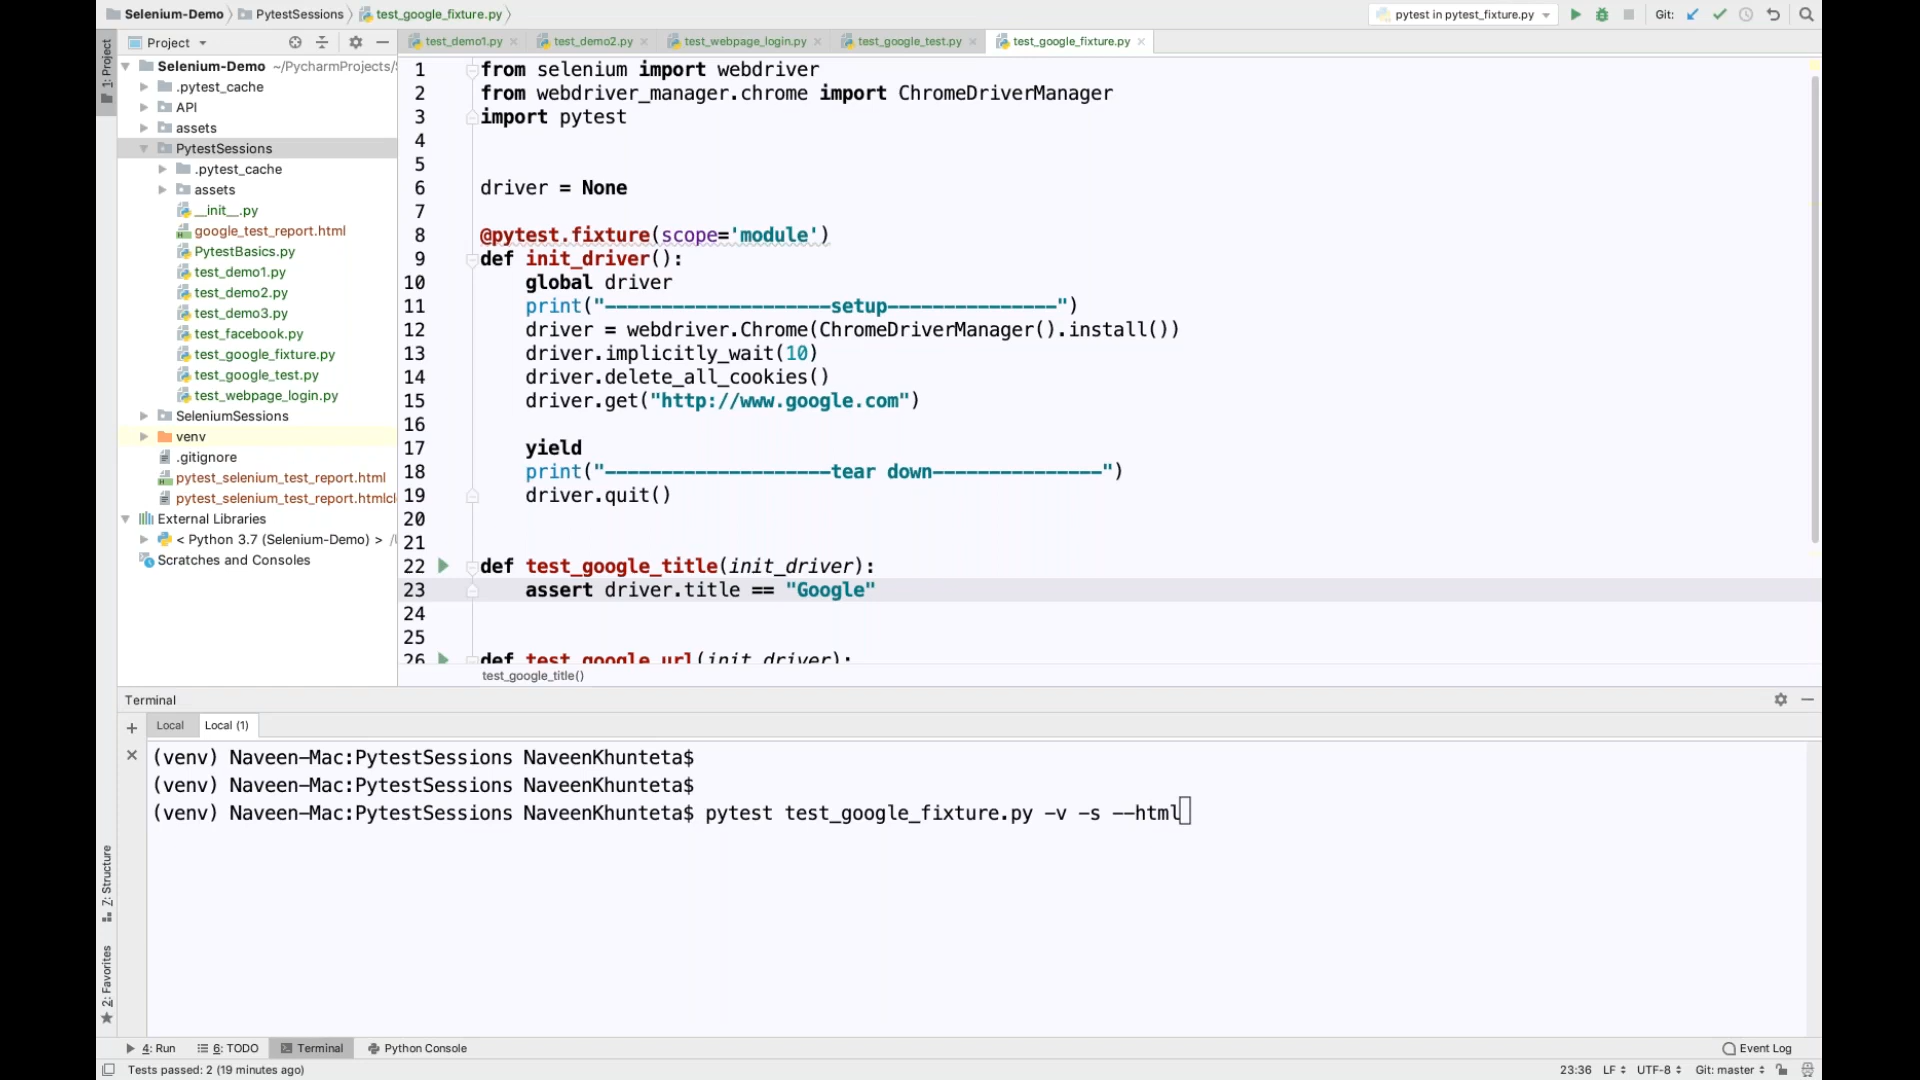 Selenium-Demo PytestSessions test_google_fixture.py
pytest in pytest_fixture.py Git:
1: Project
Project
test_demo1.py test_demo2.py test_webpage_login.py test_google_test.py test_google_fixture.py
Selenium-Demo ~/PycharmProjects/
.pytest_cache
API
assets
PytestSessions
.pytest_cache
assets
__init__.py
google_test_report.html
PytestBasics.py
test_demo1.py
test_demo2.py
test_demo3.py
test_facebook.py
test_google_fixture.py
test_google_test.py
test_webpage_login.py
SeleniumSessions
venv
.gitignore
pytest_selenium_test_report.html
pytest_selenium_test_report.htmlcl
External Libraries
< Python 3.7 (Selenium-Demo) >
Scratches and Consoles
1 from selenium import webdriver
2 from webdriver_manager.chrome import ChromeDriverManager
3 import pytest
4
5
6 driver = None
7
8 @pytest.fixture(scope='module')
9 def init_driver():
10 global driver
11 print("--------------------setup---------------")
12 driver = webdriver.Chrome(ChromeDriverManager().install())
13 driver.implicitly_wait(10)
14 driver.delete_all_cookies()
15 driver.get("http://www.google.com")
16
17 yield
18 print("--------------------tear down---------------")
19 driver.quit()
20
21
22 def test_google_title(init_driver):
23 assert driver.title == "Google"
24
25
26 def test_google_url(init_driver):
test_google_title()
Terminal
Local Local (1)
(venv) Naveen-Mac:PytestSessions NaveenKhunteta$
(venv) Naveen-Mac:PytestSessions NaveenKhunteta$
(venv) Naveen-Mac:PytestSessions NaveenKhunteta$ pytest test_google_fixture.py -v -s --html
Z: Structure
2: Favorites
4: Run 6: TODO Terminal Python Console Event Log
Tests passed: 2 (19 minutes ago) 23:36 LF UTF-8 Git: master